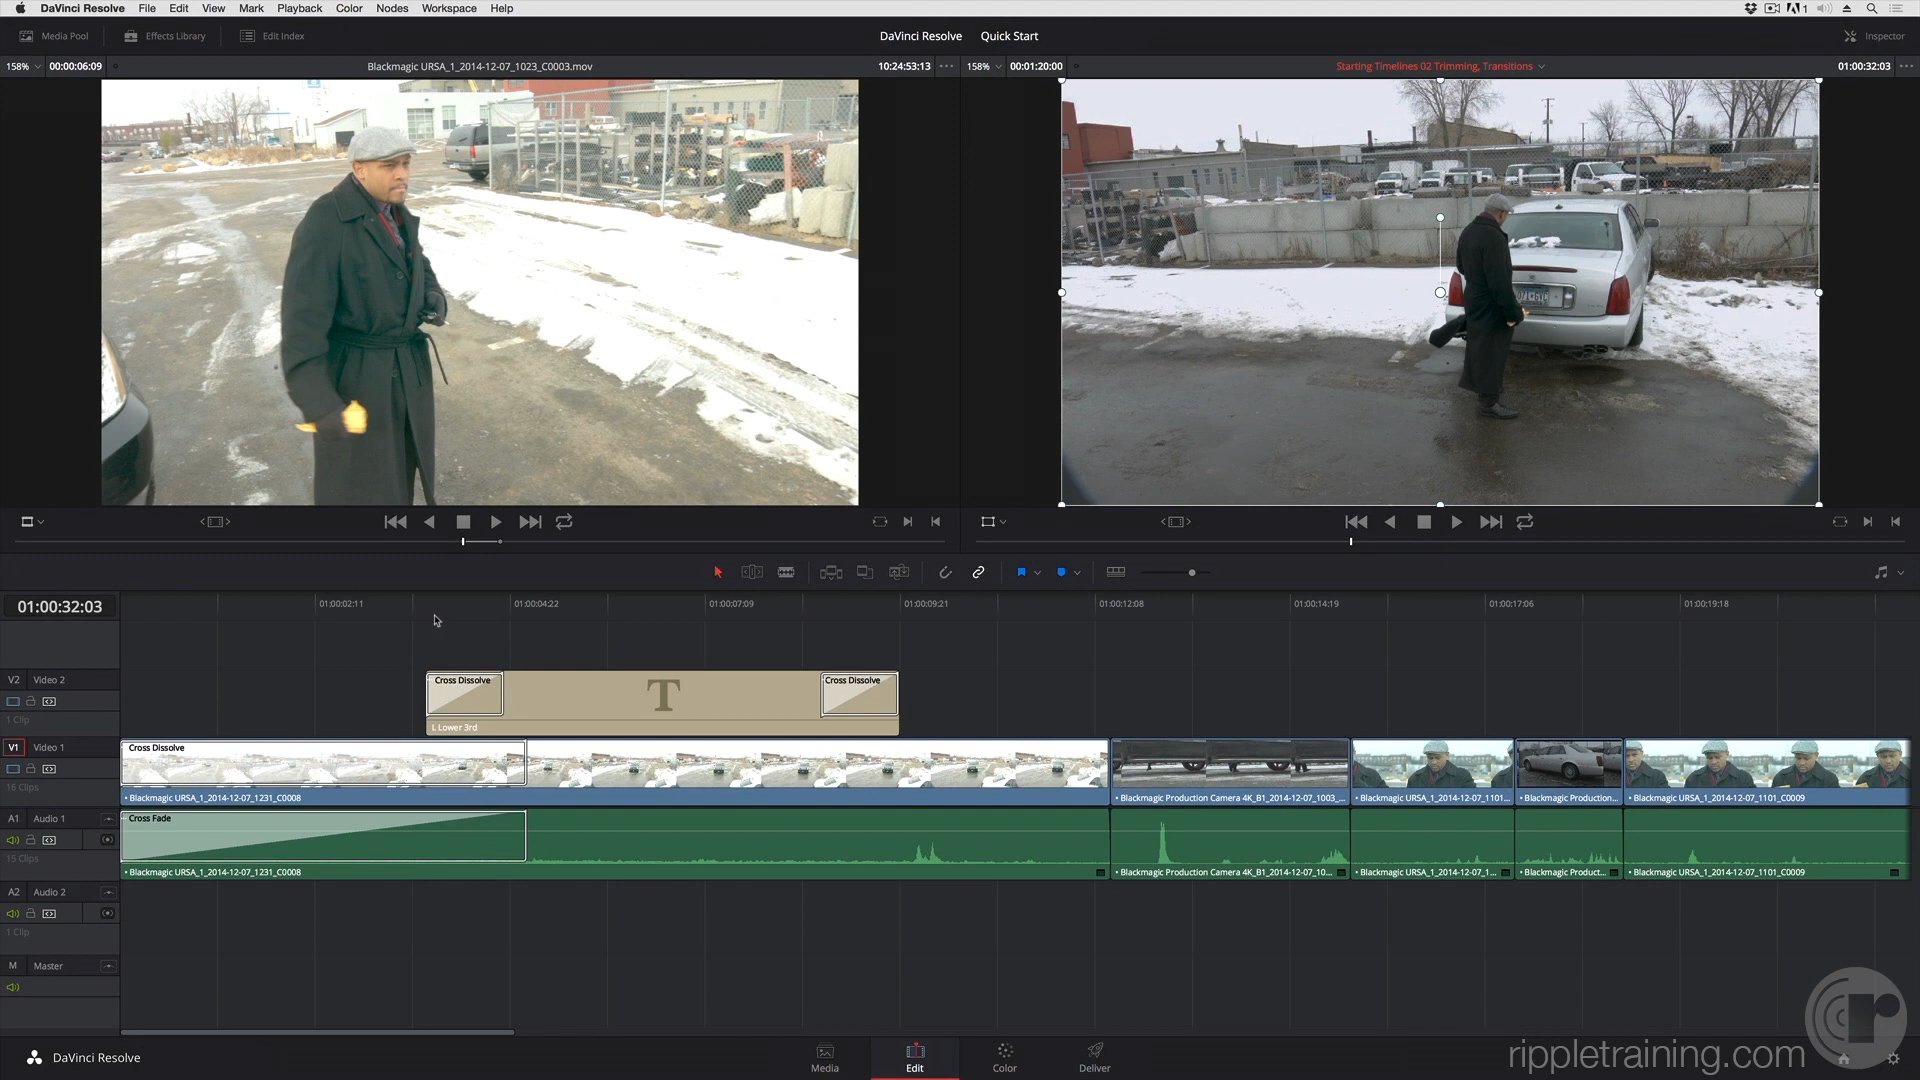 DaVinci Resolve File Edit View Mark Playback Color Nodes Workspace Help 1
Media Pool Effects Library Edit Index DaVinci Resolve Quick Start Inspector
158% 00:00:06:09 Blackmagic URSA_1_2014-12-07_1023_C0003.mov 10:24:53:13 ••• 158% 00:01:20:00 Starting Timelines 02 Trimming, Transitions 01:00:32:03 •••
01:00:32:03 01:00:02:11 01:00:04:22 01:00:07:09 01:00:09:21 01:00:12:08 01:00:14:19 01:00:17:06 01:00:19:18
V2 Video 2 Cross Dissolve T Cross Dissolve
1 Clip
L Lower 3rd
V1 Video 1 Cross Dissolve
16 Clips
• Blackmagic URSA_1_2014-12-07_1231_C0008 • Blackmagic Production Camera 4K_B1_2014-12-07_1003_... • Blackmagic URSA_1_2014-12-07_1101... • Blackmagic Production... • Blackmagic URSA_1_2014-12-07_1101_C0009
A1 Audio 1 Cross Fade
15 Clips
• Blackmagic URSA_1_2014-12-07_1231_C0008 • Blackmagic Production Camera 4K_B1_2014-12-07_10... • Blackmagic URSA_1_2014-12-07_1... • Blackmagic Product... • Blackmagic URSA_1_2014-12-07_1101_C0009
A2 Audio 2
1 Clip
M Master
DaVinci Resolve Media Edit Color Deliver
rippletraining.com